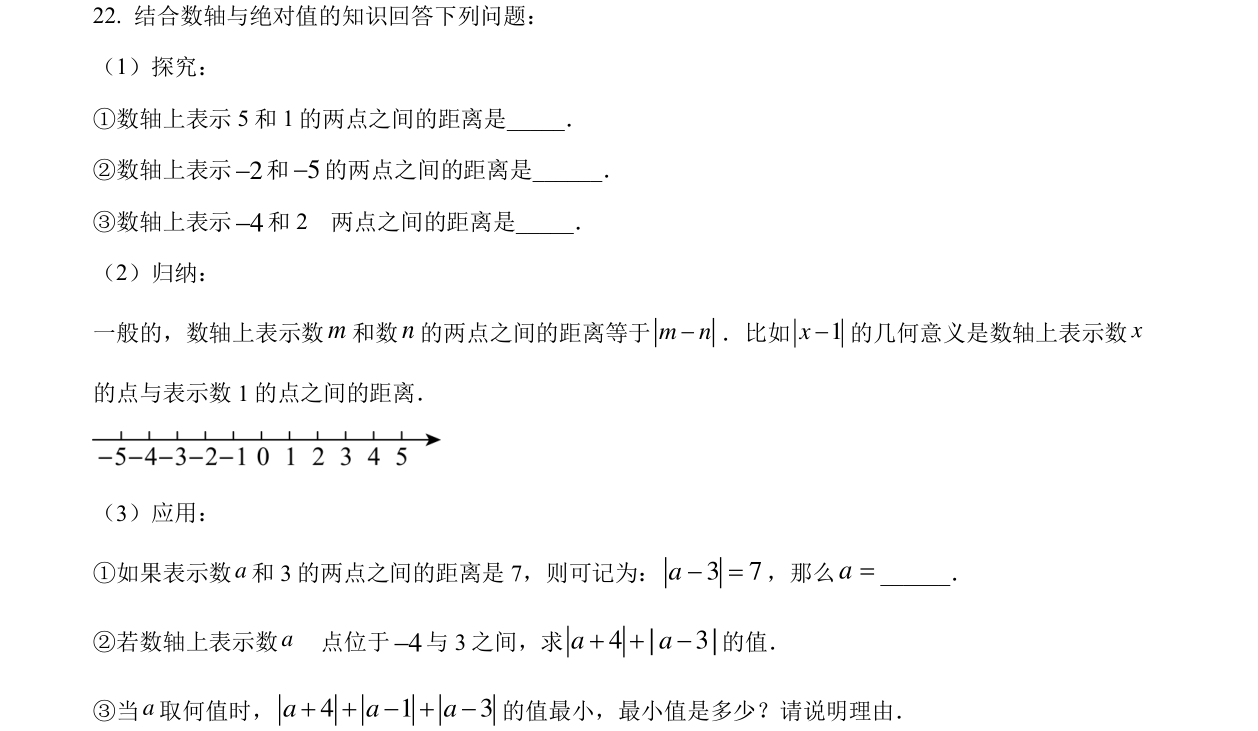 22. 结合数轴与绝对值的知识回答下列问题：
（1）探究：
①数轴上表示 5 和 1 的两点之间的距离是_____．
②数轴上表示 −2 和 −5 的两点之间的距离是______．
③数轴上表示 −4 和 2 两点之间的距离是_____．
（2）归纳：
一般的，数轴上表示数 m 和数 n 的两点之间的距离等于 |m−n|．比如 |x−1| 的几何意义是数轴上表示数 x
的点与表示数 1 的点之间的距离．
−5 −4 −3 −2 −1 0 1 2 3 4 5
（3）应用：
①如果表示数 a 和 3 的两点之间的距离是 7，则可记为：|a−3|=7，那么 a = ______．
②若数轴上表示数 a 点位于 −4 与 3 之间，求 |a+4|+|a−3| 的值．
③当 a 取何值时，|a+4|+|a−1|+|a−3| 的值最小，最小值是多少？请说明理由．